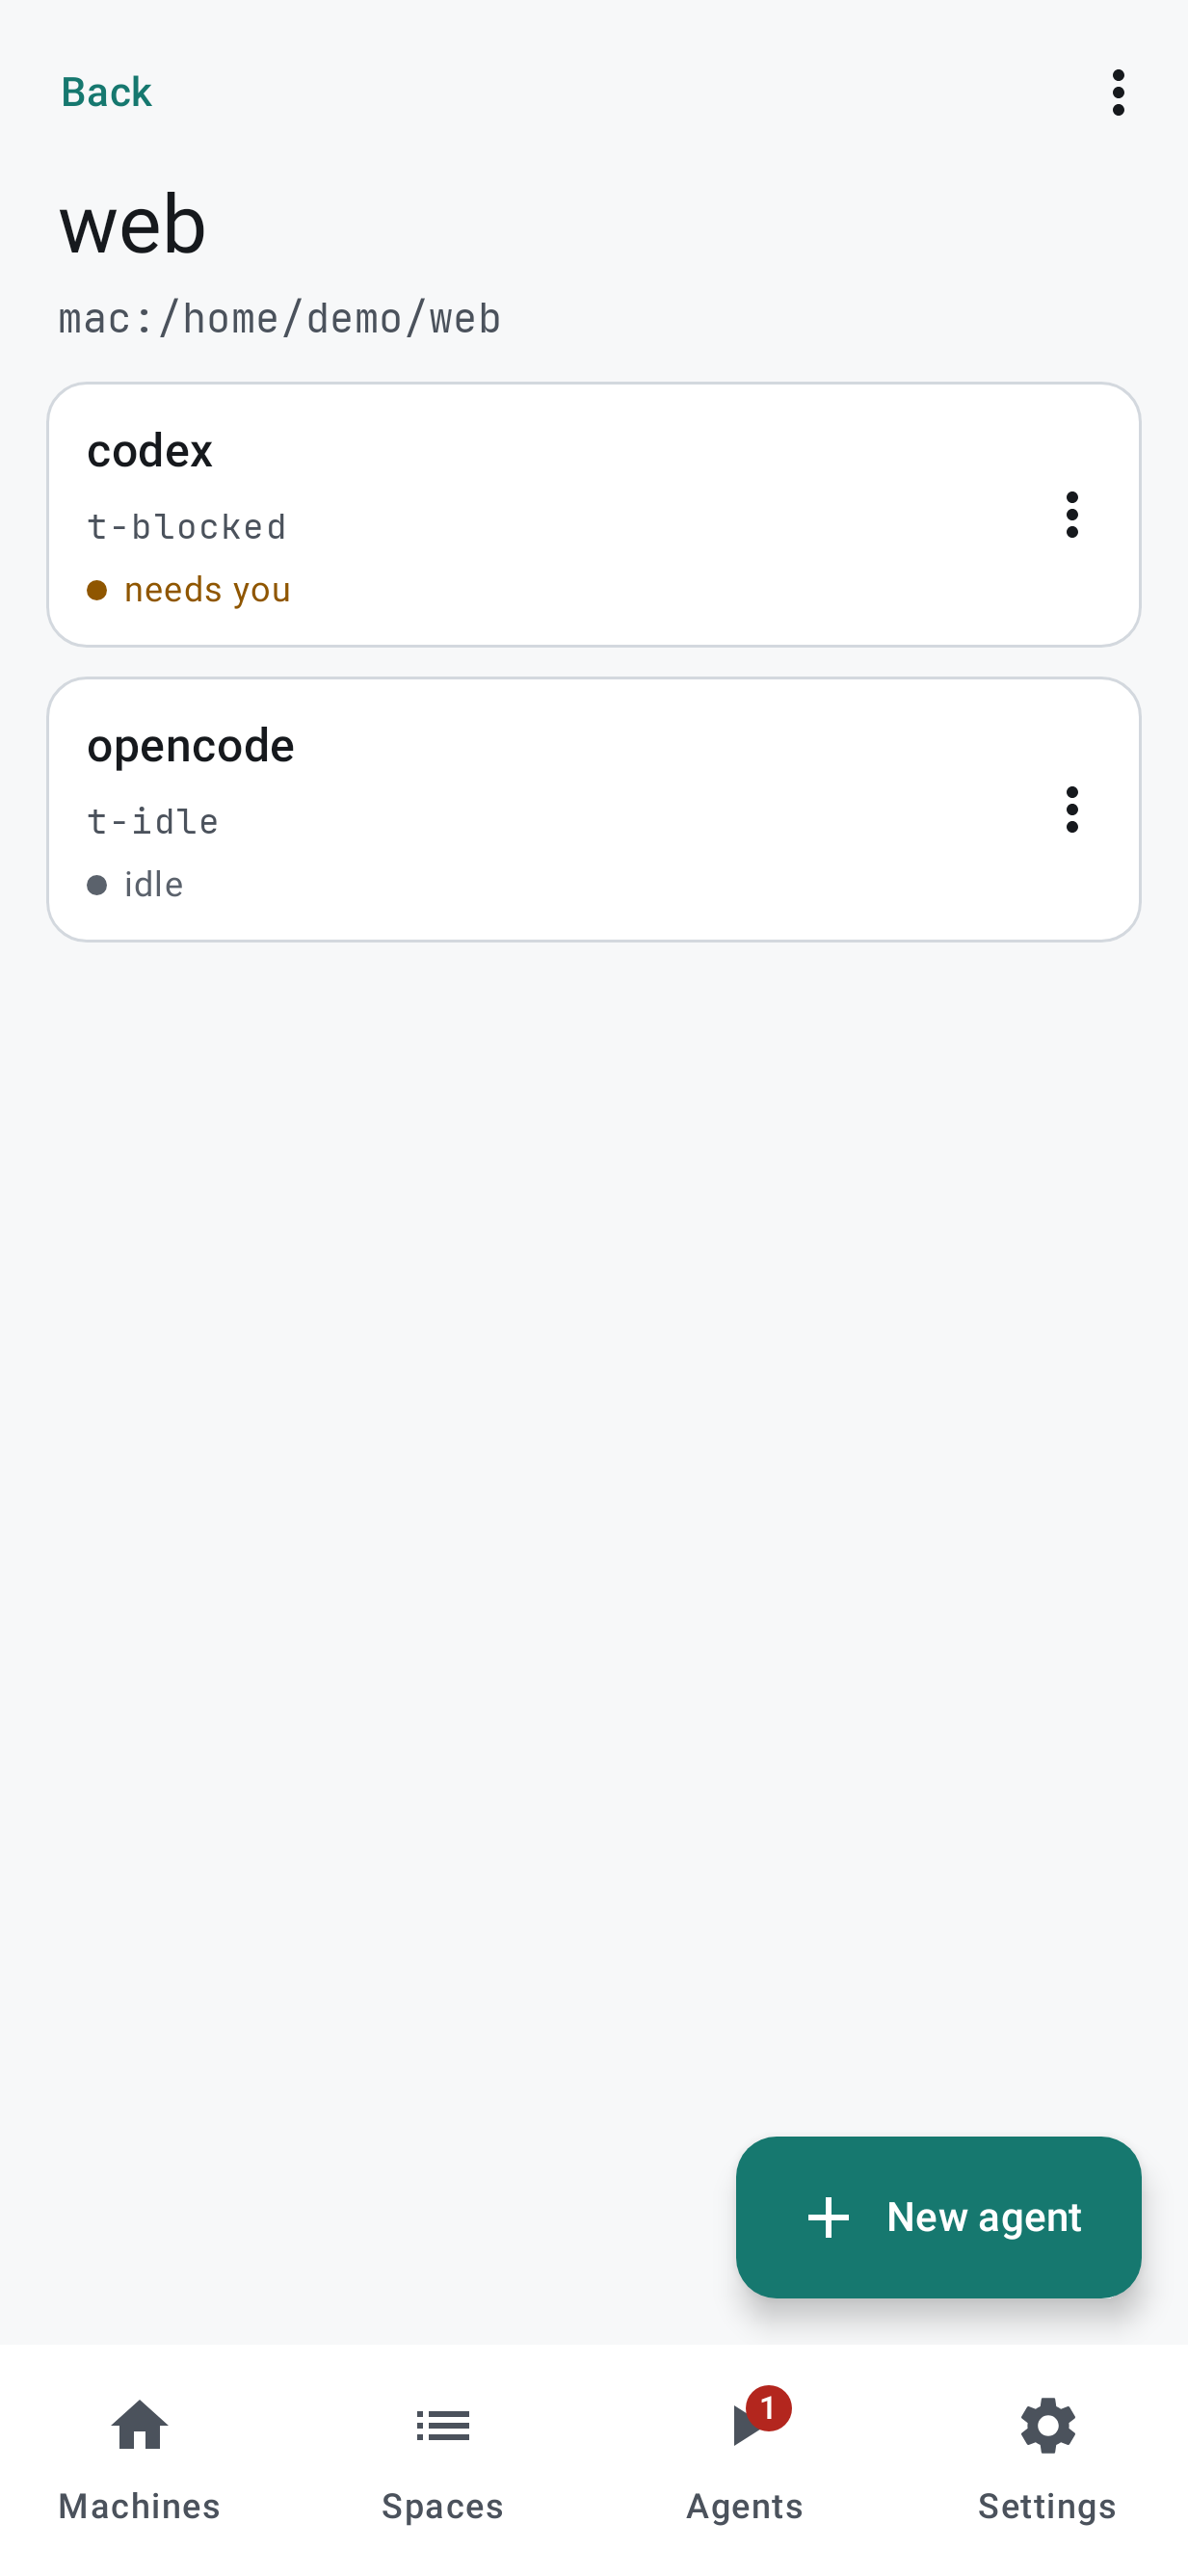 Back
web
mac:/home/demo/web
codex
t-blocked
needs you
opencode
t-idle
idle
New agent
1
Machines
Spaces
Agents
Settings